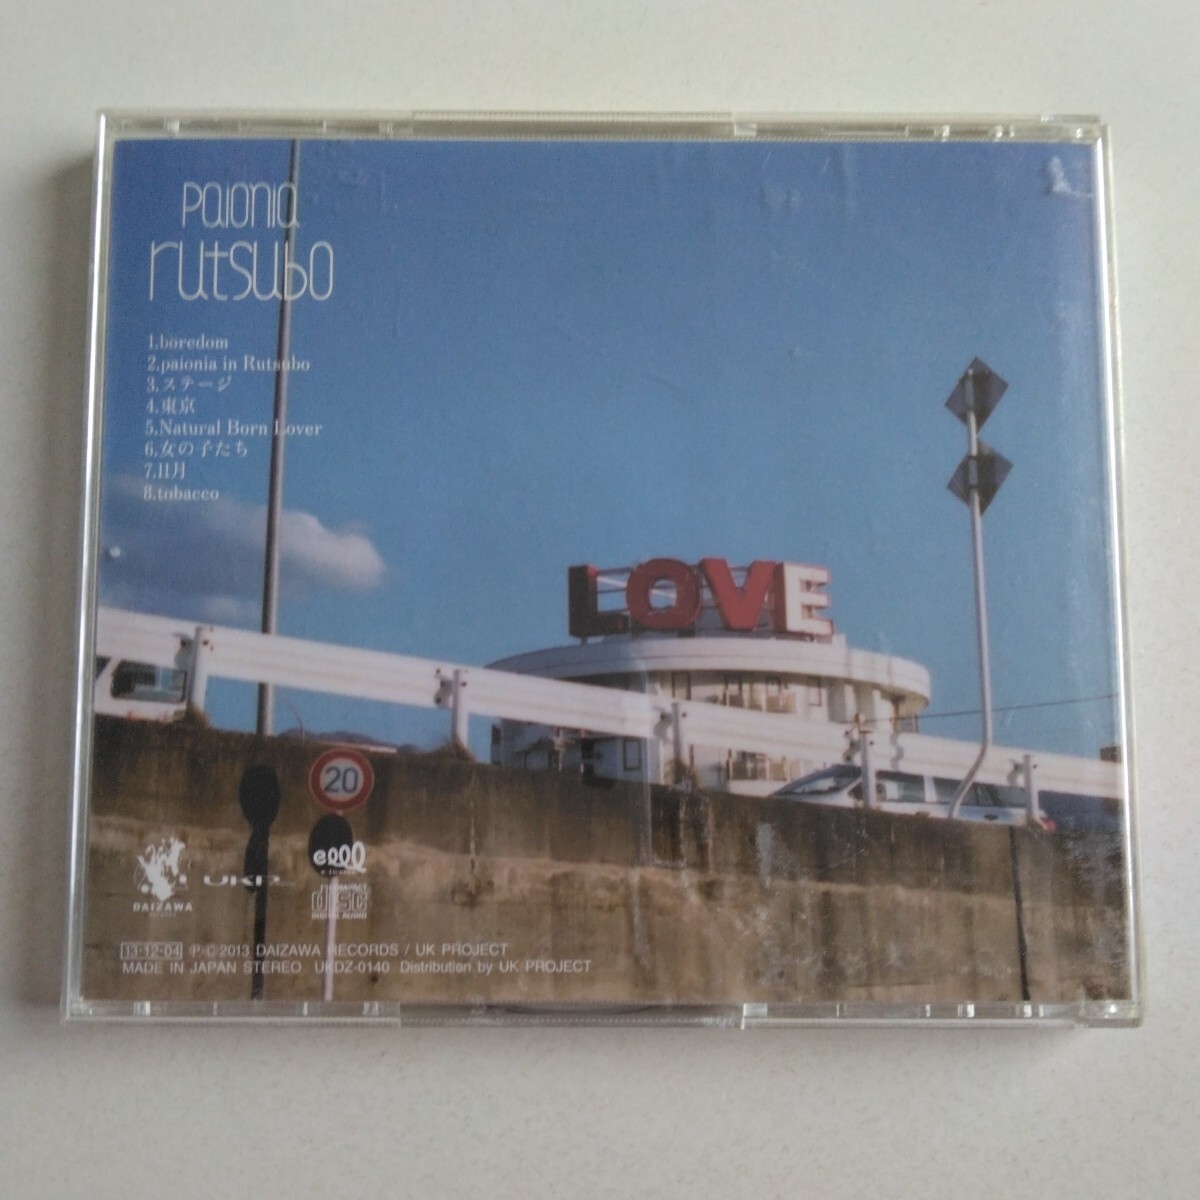 paionia
rutsubo
1.boredom
2.paionia in Rutsubo
3.ステージ
4.東京
5.Natural Born Lover
6.女の子たち
7.11月
8.tobacco
LOVE
20
DAIZAWA
UKP
COMPACT
disc
DIGITAL AUDIO
13-12-04 ℗©2013 DAIZAWA RECORDS / UK PROJECT
MADE IN JAPAN STEREO UKDZ-0140 Distribution by UK PROJECT